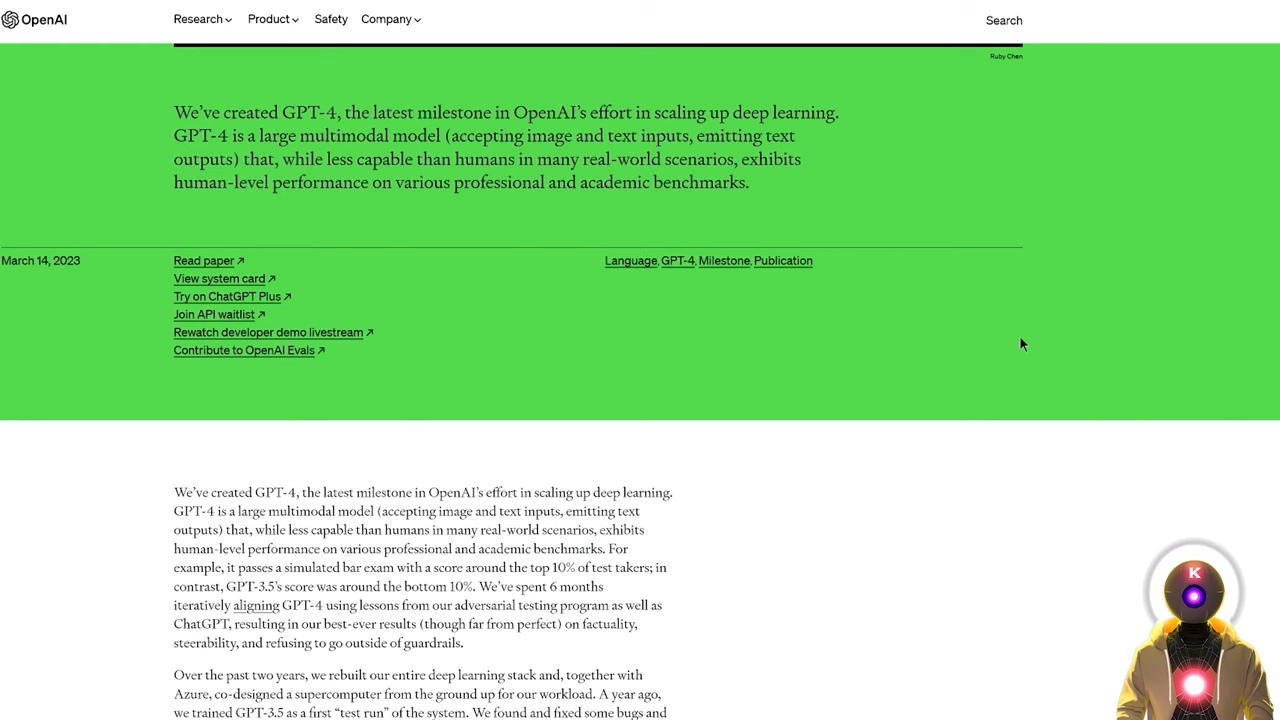 OpenAI
Research Product Safety Company Search
Ruby Chen
We’ve created GPT-4, the latest milestone in OpenAI’s effort in scaling up deep learning.
GPT-4 is a large multimodal model (accepting image and text inputs, emitting text
outputs) that, while less capable than humans in many real-world scenarios, exhibits
human-level performance on various professional and academic benchmarks.
March 14, 2023
Read paper ↗
View system card ↗
Try on ChatGPT Plus ↗
Join API waitlist ↗
Rewatch developer demo livestream ↗
Contribute to OpenAI Evals ↗
Language, GPT-4, Milestone, Publication
We’ve created GPT-4, the latest milestone in OpenAI’s effort in scaling up deep learning.
GPT-4 is a large multimodal model (accepting image and text inputs, emitting text
outputs) that, while less capable than humans in many real-world scenarios, exhibits
human-level performance on various professional and academic benchmarks. For
example, it passes a simulated bar exam with a score around the top 10% of test takers; in
contrast, GPT-3.5’s score was around the bottom 10%. We’ve spent 6 months
iteratively aligning GPT-4 using lessons from our adversarial testing program as well as
ChatGPT, resulting in our best-ever results (though far from perfect) on factuality,
steerability, and refusing to go outside of guardrails.
Over the past two years, we rebuilt our entire deep learning stack and, together with
Azure, co-designed a supercomputer from the ground up for our workload. A year ago,
we trained GPT-3.5 as a first “test run” of the system. We found and fixed some bugs and
K